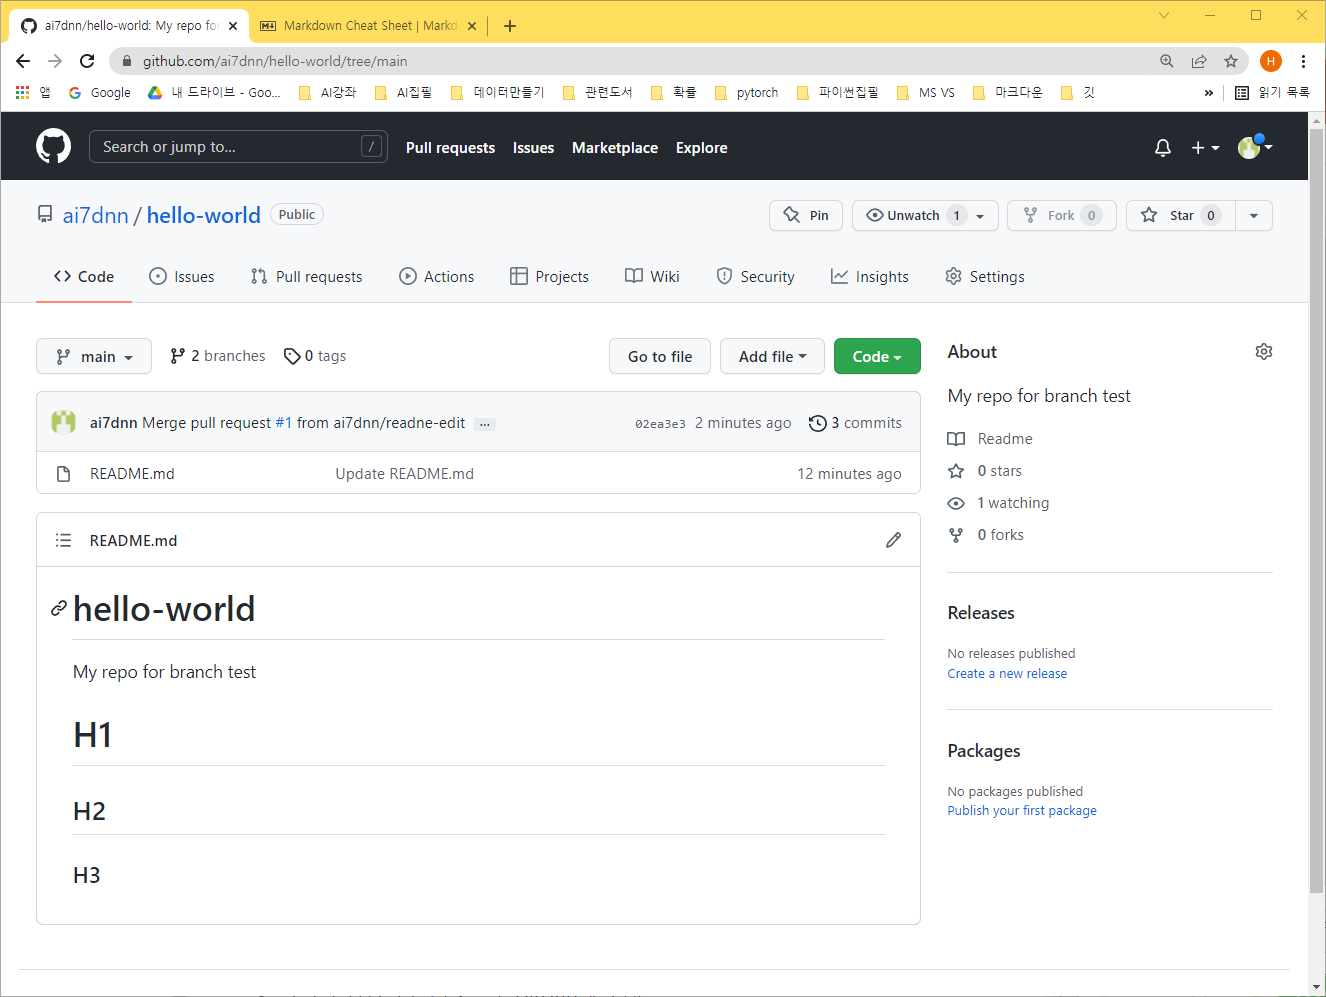 ai7dnn/hello-world: My repo fo
Markdown Cheat Sheet | Markd
github.com/ai7dnn/hello-world/tree/main
H
앱 Google 내 드라이브 - Goo... AI강좌 AI집필 데이터만들기 관련도서 확률 pytorch 파이썬집필 MS VS 마크다운 깃 » 읽기 목록
Search or jump to... / Pull requests Issues Marketplace Explore
ai7dnn / hello-world Public
Pin Unwatch 1 Fork 0 Star 0
Code Issues Pull requests Actions Projects Wiki Security Insights Settings
main 2 branches 0 tags Go to file Add file Code
ai7dnn Merge pull request #1 from ai7dnn/readne-edit ... 02ea3e3 2 minutes ago 3 commits
README.md Update README.md 12 minutes ago
README.md
hello-world
My repo for branch test
H1
H2
H3
About
My repo for branch test
Readme
0 stars
1 watching
0 forks
Releases
No releases published
Create a new release
Packages
No packages published
Publish your first package